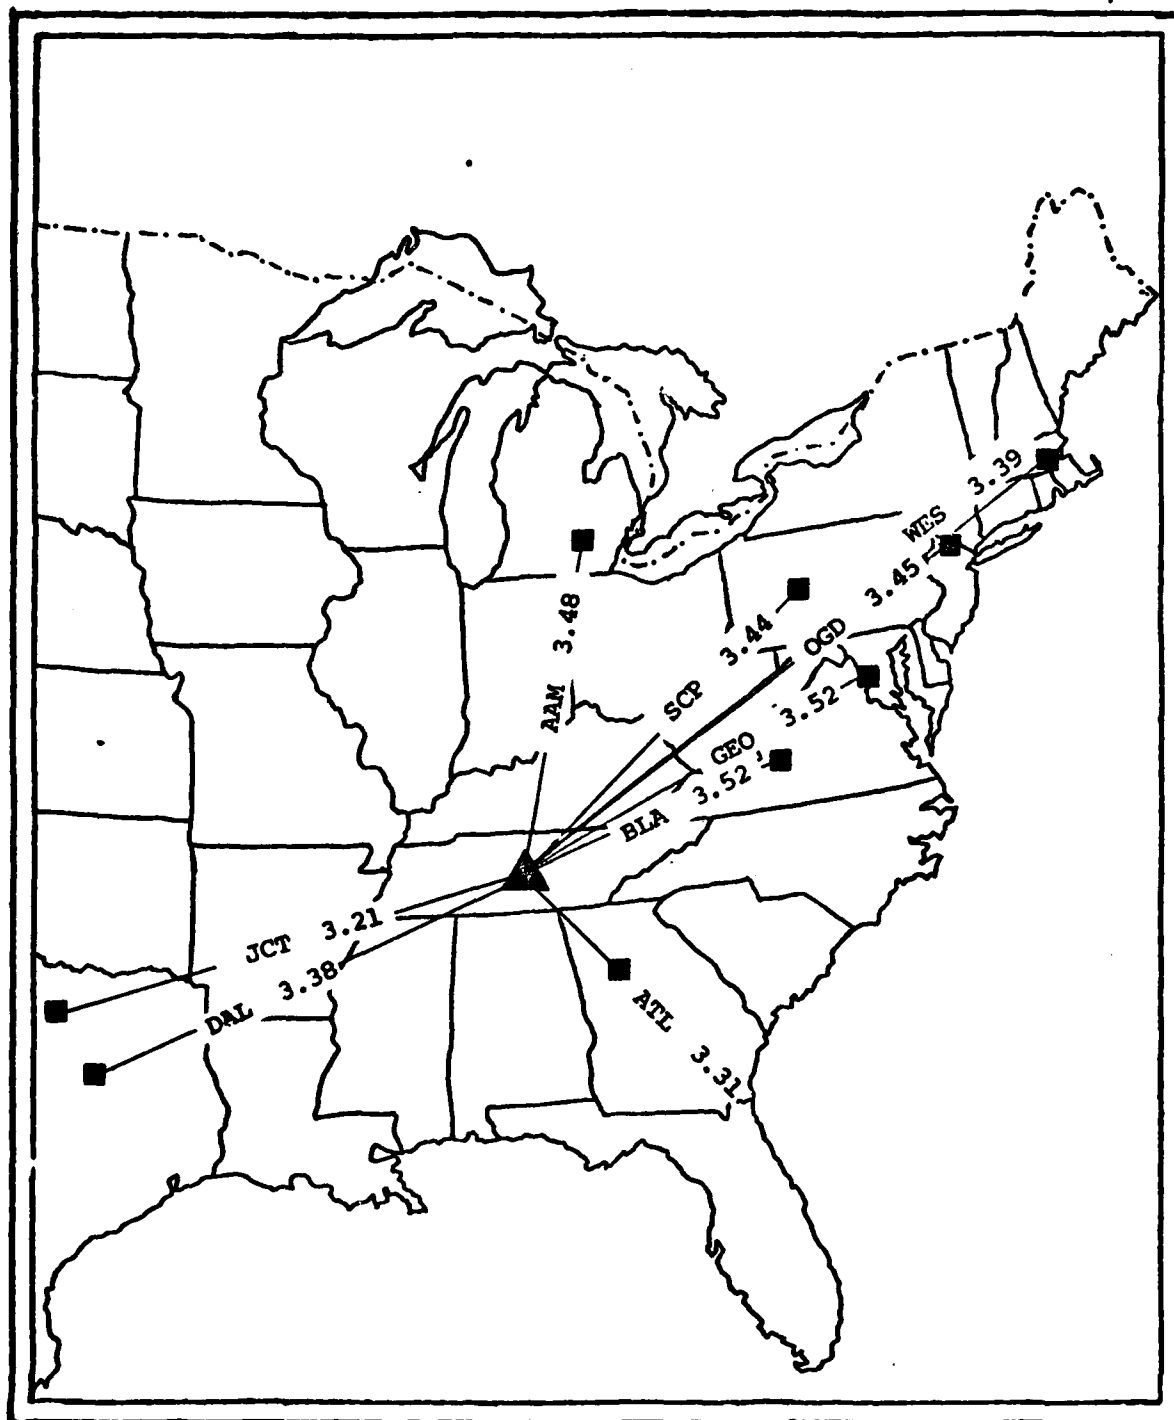 3.39
WES
3.45
OGD
3.44
SCP
3.48
AAM
3.52
GEO
3.52
BLA
JCT 3.21
DAL 3.38
ATL 3.31